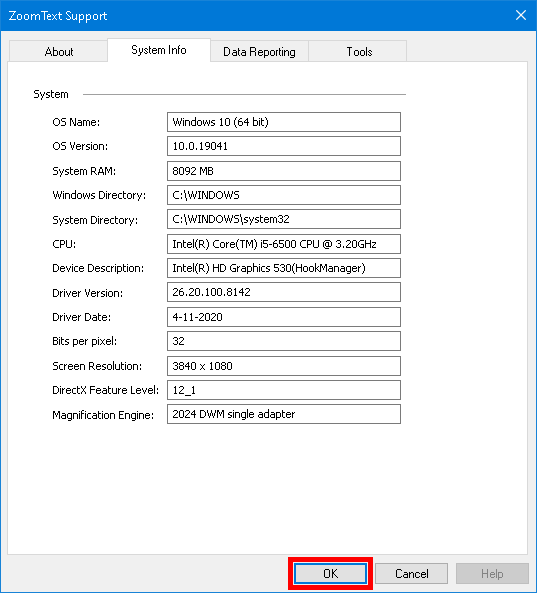 ZoomText Support
About System Info Data Reporting Tools
System
OS Name: Windows 10 (64 bit)
OS Version: 10.0.19041
System RAM: 8092 MB
Windows Directory: C:\WINDOWS
System Directory: C:\WINDOWS\system32
CPU: Intel(R) Core(TM) i5-6500 CPU @ 3.20GHz
Device Description: Intel(R) HD Graphics 530(HookManager)
Driver Version: 26.20.100.8142
Driver Date: 4-11-2020
Bits per pixel: 32
Screen Resolution: 3840 x 1080
DirectX Feature Level: 12_1
Magnification Engine: 2024 DWM single adapter
OK Cancel Help